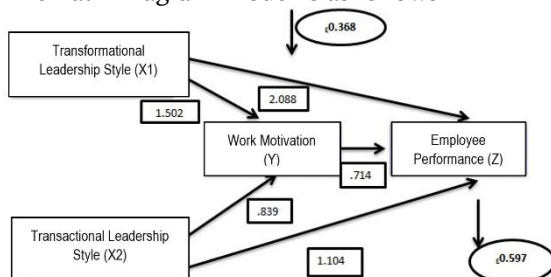 ε0.368
Transformational
Leadership Style (X1)
2.088
1.502
Work Motivation
(Y)
Employee
Performance (Z)
.714
.839
Transactional Leadership
Style (X2)
1.104
ε0.597